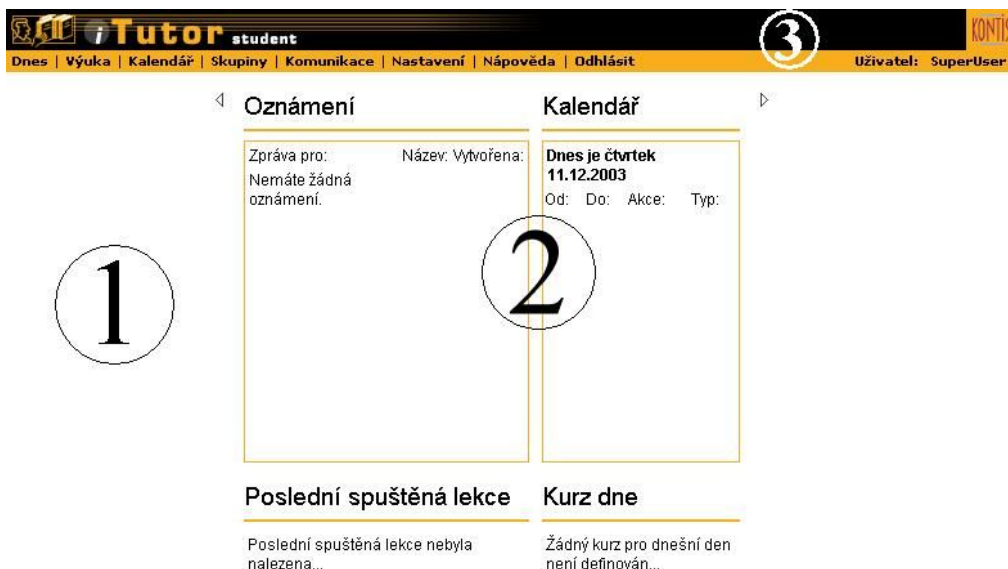 iTutor student
3
KONTIS
Dnes | Výuka | Kalendář | Skupiny | Komunikace | Nastavení | Nápověda | Odhlásit
Uživatel: SuperUser
Oznámení
Zpráva pro: Název: Vytvořena:
Nemáte žádná
oznámení.
Kalendář
Dnes je čtvrtek
11.12.2003
Od: Do: Akce: Typ:
1
2
Poslední spuštěná lekce
Poslední spuštěná lekce nebyla
nalezena...
Kurz dne
Žádný kurz pro dnešní den
není definován...